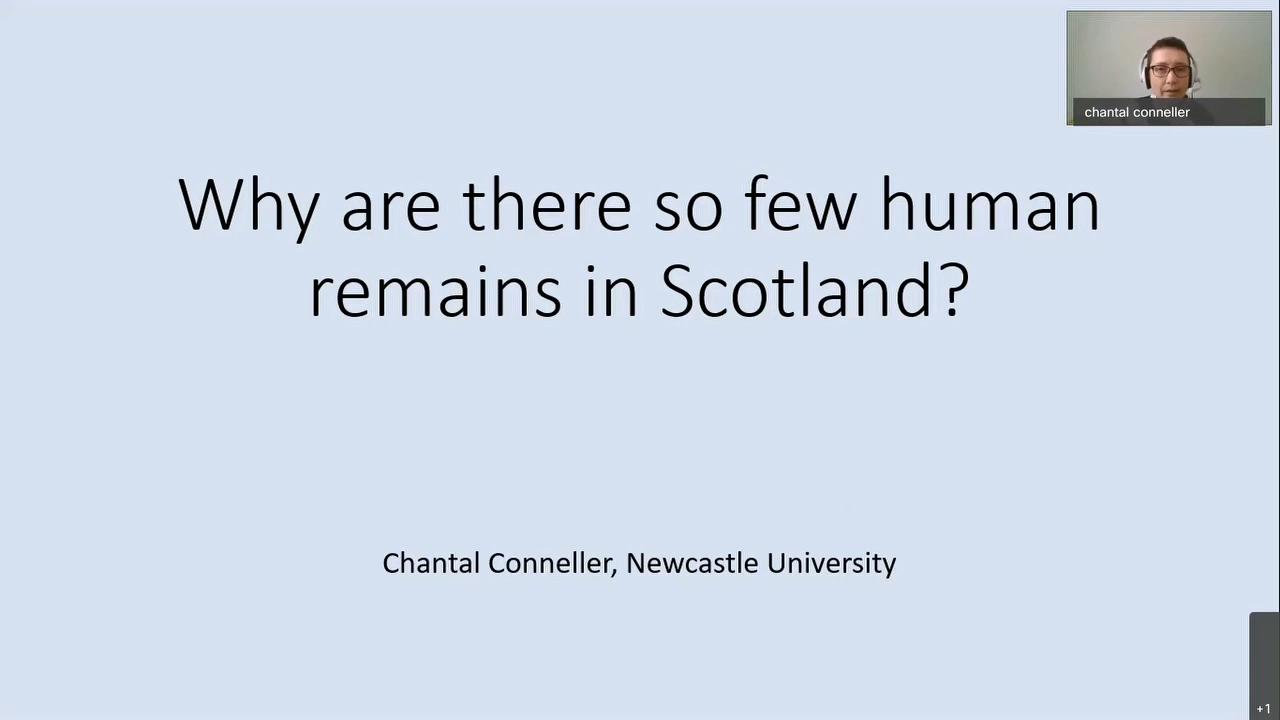 chantal conneller
Why are there so few human
remains in Scotland?
Chantal Conneller, Newcastle University
+1